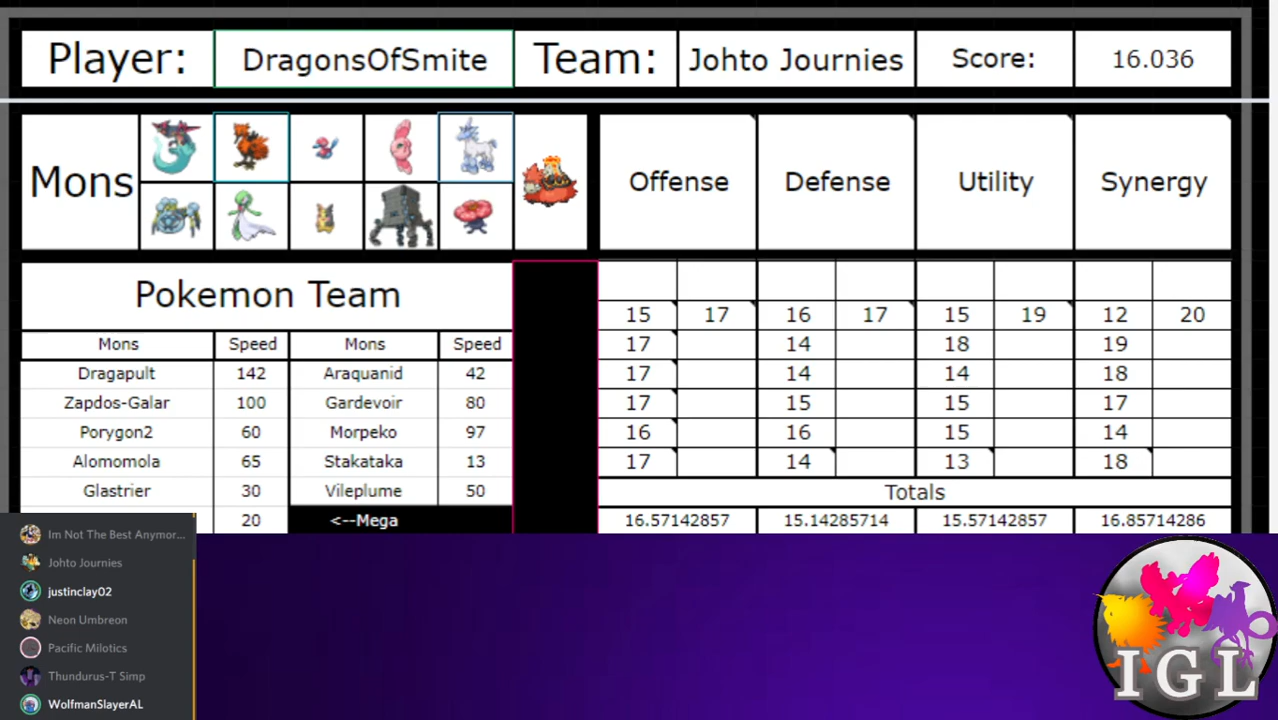 Player: DragonsOfSmite Team: Johto Journies Score: 16.036
Mons Offense Defense Utility Synergy
Pokemon Team
15 17 16 17 15 19 12 20
Mons Speed Mons Speed 17 14 18 19
Dragapult 142 Araquanid 42 17 14 14 18
Zapdos-Galar 100 Gardevoir 80 17 15 15 17
Porygon2 60 Morpeko 97 16 16 15 14
Alomomola 65 Stakataka 13 17 14 13 18
Glastrier 30 Vileplume 50 Totals
20 <--Mega 16.57142857 15.14285714 15.57142857 16.85714286
Im Not The Best Anymor...
Johto Journies
justinclay02
Neon Umbreon
Pacific Milotics
Thundurus-T Simp
WolfmanSlayerAL
IGL